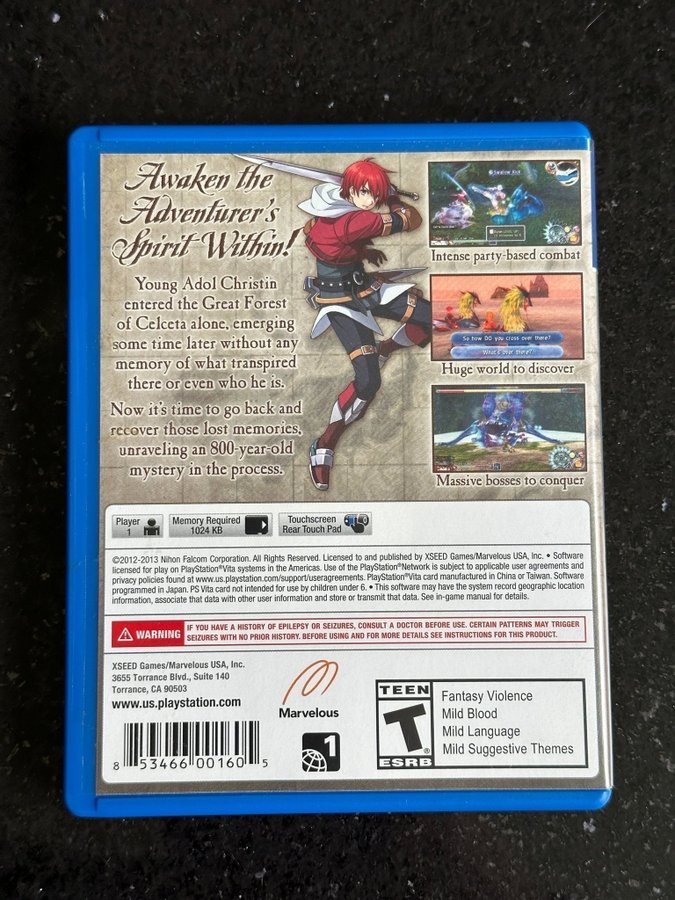 Awaken the
Adventurer's
Spirit Within!
Young Adol Christin
entered the Great Forest
of Celceta alone, emerging
some time later without any
memory of what transpired
there or even who he is.
Now it's time to go back and
recover those lost memories,
unraveling an 800-year-old
mystery in the process.
Swallow Kick
Intense party-based combat
So how DO you cross over there?
What's over there?
Huge world to discover
Massive bosses to conquer
Player
1
Memory Required
1024 KB
Touchscreen
Rear Touch Pad
©2012-2013 Nihon Falcom Corporation. All Rights Reserved. Licensed to and published by XSEED Games/Marvelous USA, Inc. • Software
licensed for play on PlayStation®Vita systems in the Americas. Use of the PlayStation®Network is subject to applicable user agreements and
privacy policies found at www.us.playstation.com/support/useragreements. PlayStation®Vita card manufactured in China or Taiwan. Software
programmed in Japan. PS Vita card not intended for use by children under 6. • This software may have the system record geographic location
information, associate that data with other user information and store or transmit that data. See in-game manual for details.
WARNING
IF YOU HAVE A HISTORY OF EPILEPSY OR SEIZURES, CONSULT A DOCTOR BEFORE USE. CERTAIN PATTERNS MAY TRIGGER
SEIZURES WITH NO PRIOR HISTORY. BEFORE USING AND FOR MORE DETAILS SEE INSTRUCTIONS FOR THIS PRODUCT.
XSEED Games/Marvelous USA, Inc.
3655 Torrance Blvd., Suite 140
Torrance, CA 90503
www.us.playstation.com
Marvelous
8 53466 00160 5
1
TEEN
T
®
ESRB
Fantasy Violence
Mild Blood
Mild Language
Mild Suggestive Themes